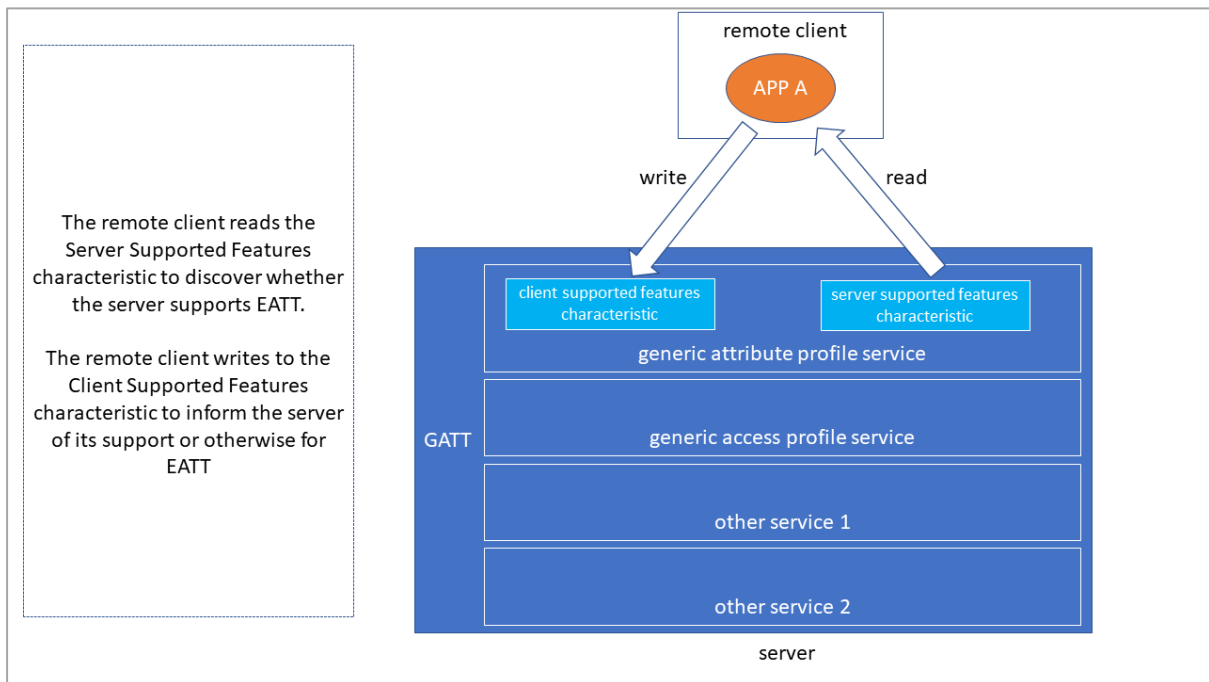 remote client
APP A
write
read
The remote client reads the
Server Supported Features
characteristic to discover whether
the server supports EATT.
The remote client writes to the
Client Supported Features
characteristic to inform the server
of its support or otherwise for
EATT
client supported features
characteristic
server supported features
characteristic
generic attribute profile service
GATT
generic access profile service
other service 1
other service 2
server